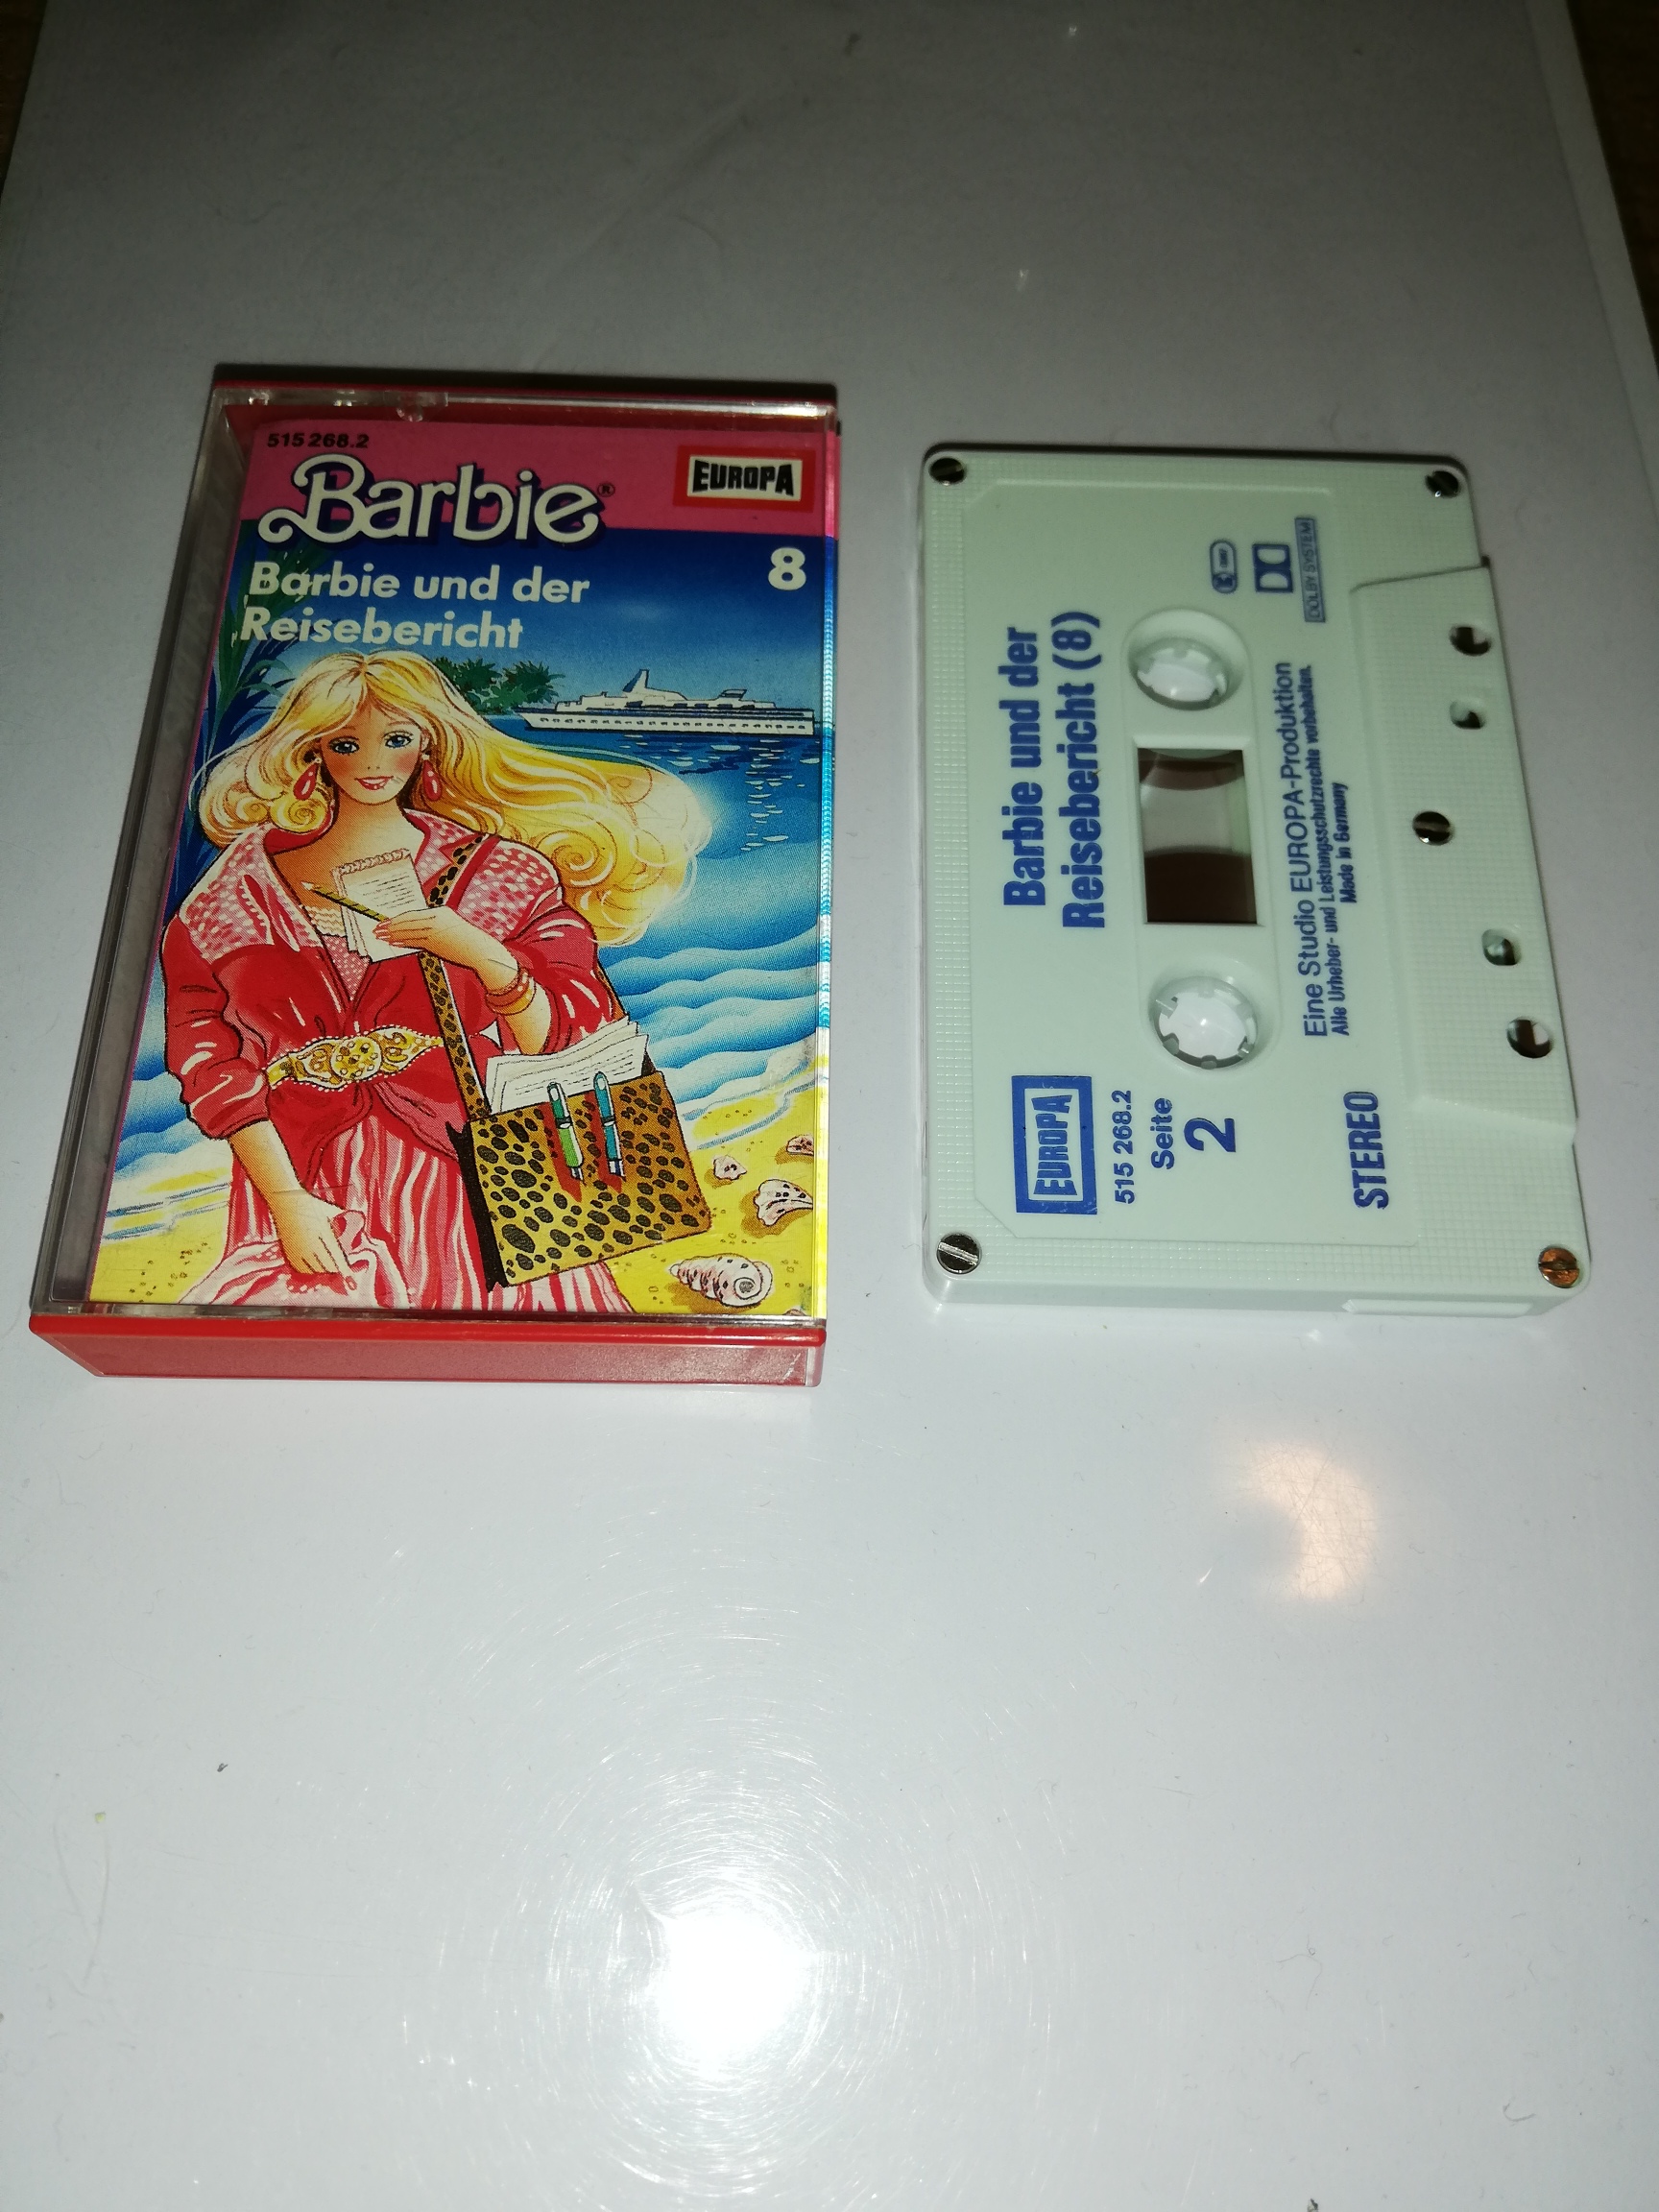 515 268.2
Barbie®
EUROPA
8
Barbie und der
Reisebericht
Barbie und der
Reisebericht (8)
EUROPA
515 268.2
Seite
2
DOLBY SYSTEM
Eine Studio EUROPA-Produktion
Alle Urheber- und Leistungsschutzrechte vorbehalten.
Made in Germany
STEREO